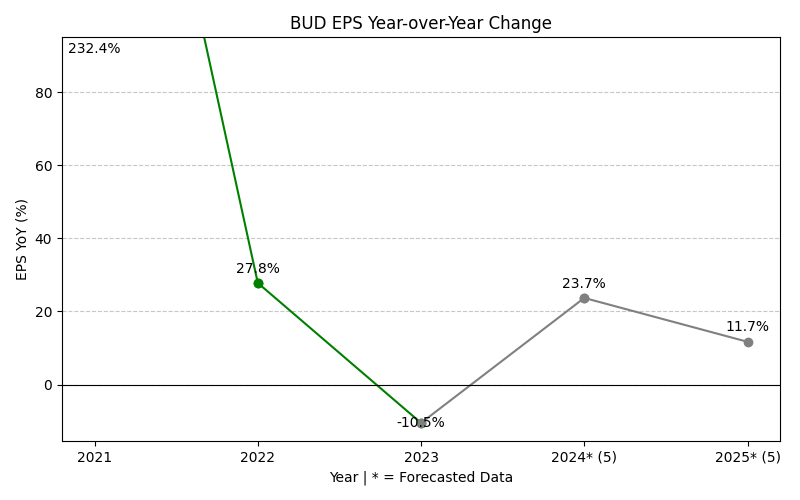 BUD EPS Year-over-Year Change
232.4%
80
60
40
27.8%
23.7%
20
11.7%
0
-10.5%
EPS YoY (%)
2021 2022 2023 2024* (5) 2025* (5)
Year | * = Forecasted Data